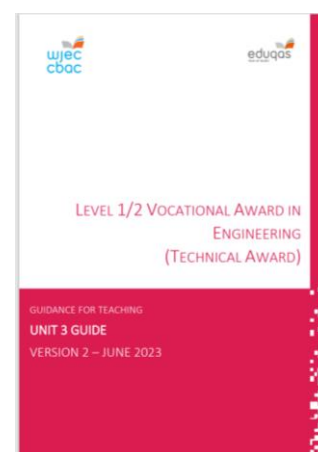 wjec
cbac
eduqas
LEVEL 1/2 VOCATIONAL AWARD IN
ENGINEERING
(TECHNICAL AWARD)
GUIDANCE FOR TEACHING
UNIT 3 GUIDE
VERSION 2 – JUNE 2023